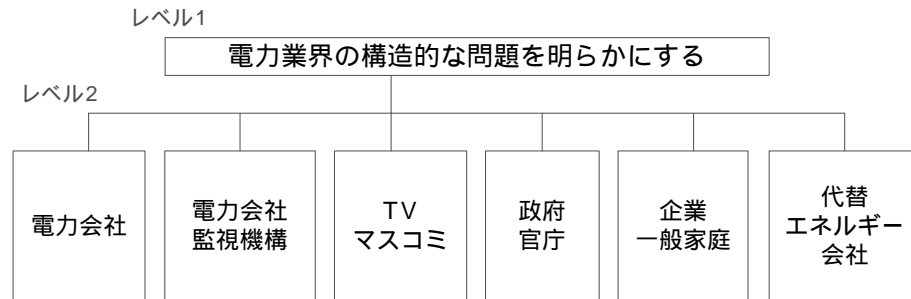 レベル1
電力業界の構造的な問題を明らかにする
レベル2
電力会社
電力会社
監視機構
TV
マスコミ
政府
官庁
企業
一般家庭
代替
エネルギー
会社